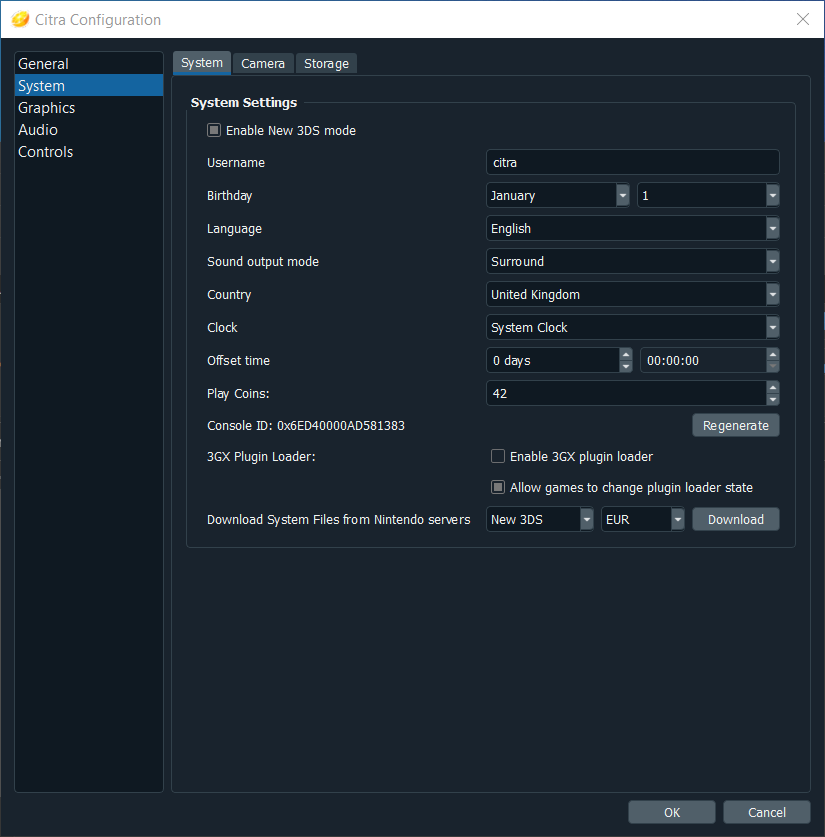 Citra Configuration
General
System
Graphics
Audio
Controls
System Camera Storage
System Settings
Enable New 3DS mode
Username citra
Birthday January 1
Language English
Sound output mode Surround
Country United Kingdom
Clock System Clock
Offset time 0 days 00:00:00
Play Coins: 42
Console ID: 0x6ED40000AD581383 Regenerate
3GX Plugin Loader: Enable 3GX plugin loader
Allow games to change plugin loader state
Download System Files from Nintendo servers New 3DS EUR Download
OK Cancel